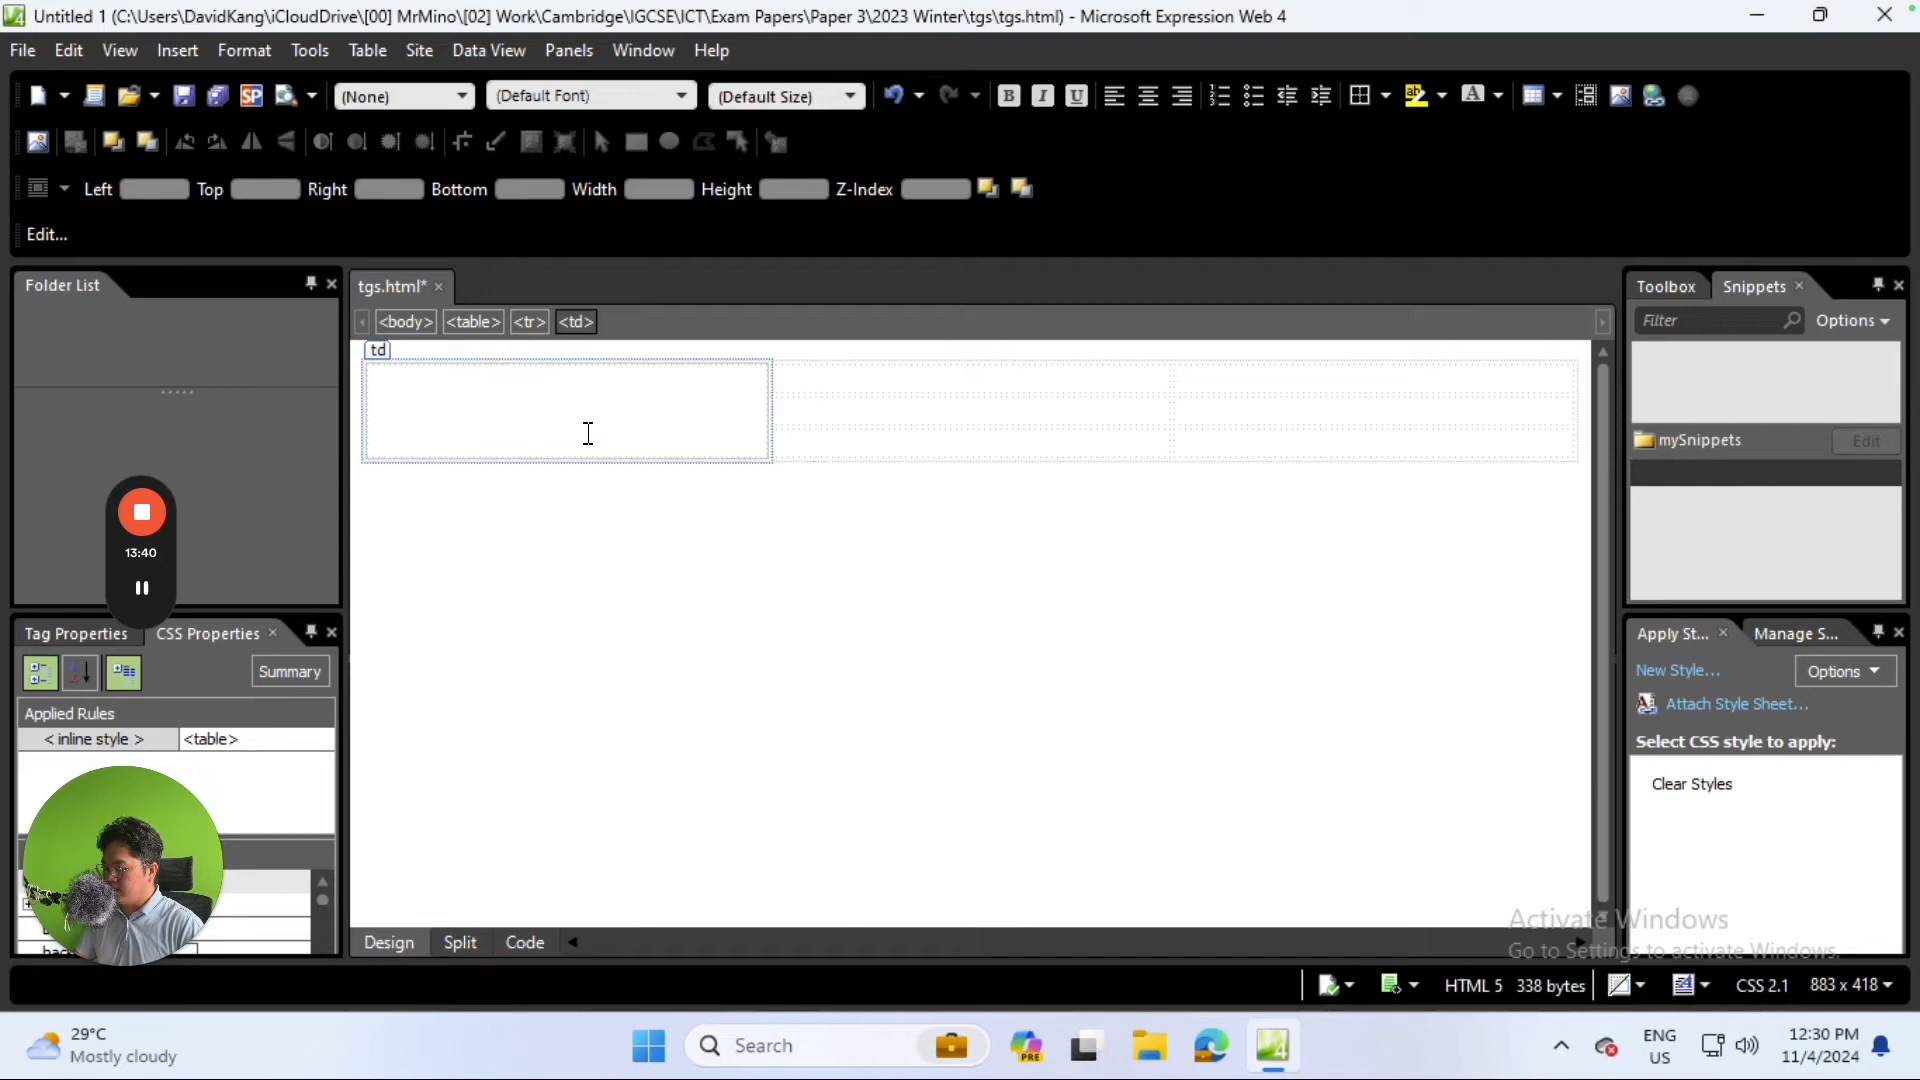 Untitled 1 (C:\Users\DavidKang\iCloudDrive\[00] MrMino\[02] Work\Cambridge\IGCSE\ICT\Exam Papers\Paper 3\2023 Winter\tgs\tgs.html) - Microsoft Expression Web 4
File Edit View Insert Format Tools Table Site Data View Panels Window Help
(None) (Default Font) (Default Size)
Left Top Right Bottom Width Height Z-Index
Edit...
Folder List
tgs.html*
<body> <table> <tr> <td>
td
Toolbox Snippets
Filter Options
mySnippets Edit
13:40
Tag Properties CSS Properties
Summary
Applied Rules
< inline style > <table>
Apply St... Manage S...
New Style... Options
Attach Style Sheet...
Select CSS style to apply:
Clear Styles
Activate Windows
Go to Settings to activate Windows.
Design Split Code
HTML 5 338 bytes CSS 2.1 883 x 418
29°C
Mostly cloudy
Search
PRE
ENG
US
12:30 PM
11/4/2024